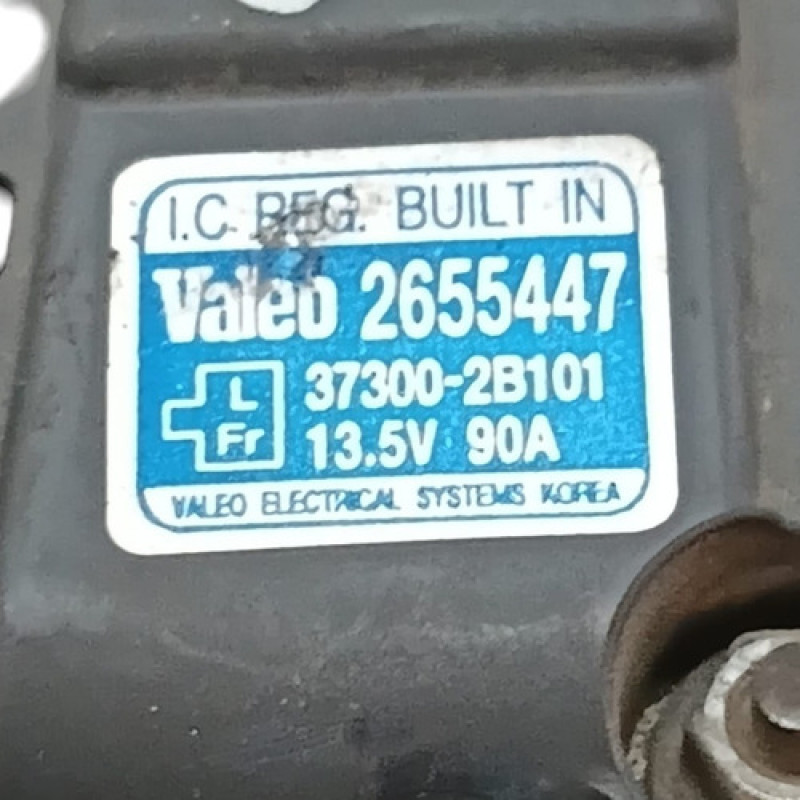 I.C REG. BUILT IN
Valeo 2655447
L 37300-2B101
Fr 13.5V 90A
VALEO ELECTRICAL SYSTEMS KOREA